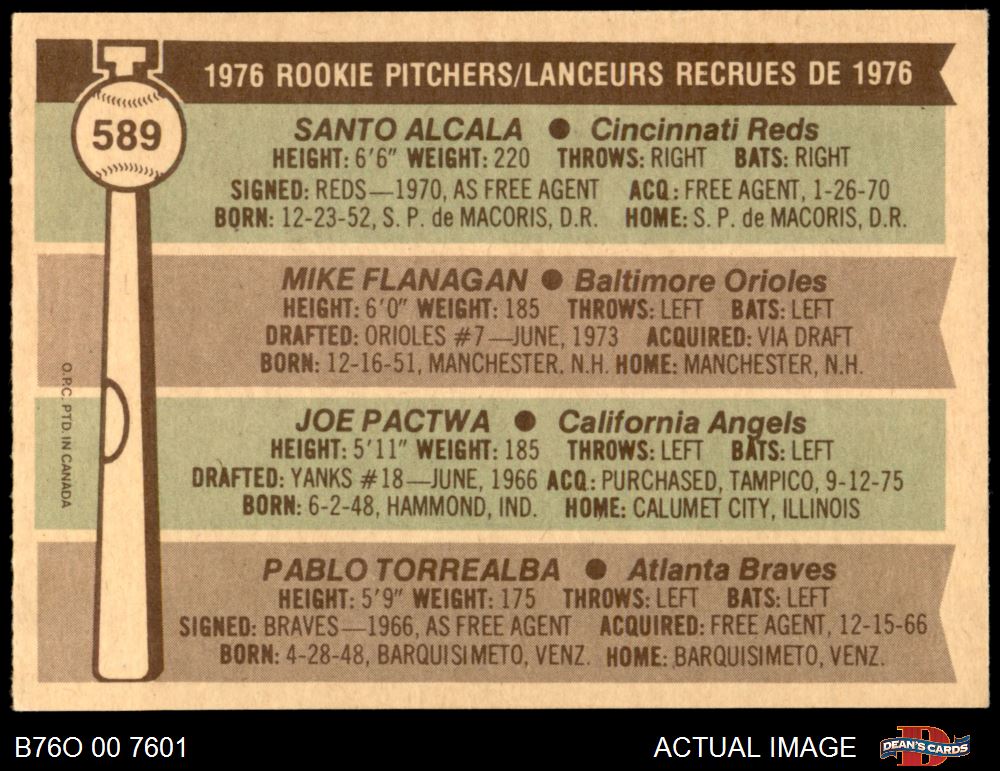 1976 ROOKIE PITCHERS/LANCEURS RECRUES DE 1976
589
SANTO ALCALA ● Cincinnati Reds
HEIGHT: 6'6" WEIGHT: 220 THROWS: RIGHT BATS: RIGHT
SIGNED: REDS—1970, AS FREE AGENT ACQ: FREE AGENT, 1-26-70
BORN: 12-23-52, S. P. de MACORIS, D.R. HOME: S. P. de MACORIS, D.R.
MIKE FLANAGAN ● Baltimore Orioles
HEIGHT: 6'0" WEIGHT: 185 THROWS: LEFT BATS: LEFT
DRAFTED: ORIOLES #7—JUNE, 1973 ACQUIRED: VIA DRAFT
BORN: 12-16-51, MANCHESTER, N.H. HOME: MANCHESTER, N.H.
JOE PACTWA ● California Angels
HEIGHT: 5'11" WEIGHT: 185 THROWS: LEFT BATS: LEFT
DRAFTED: YANKS #18—JUNE, 1966 ACQ: PURCHASED, TAMPICO, 9-12-75
BORN: 6-2-48, HAMMOND, IND. HOME: CALUMET CITY, ILLINOIS
PABLO TORREALBA ● Atlanta Braves
HEIGHT: 5'9" WEIGHT: 175 THROWS: LEFT BATS: LEFT
SIGNED: BRAVES—1966, AS FREE AGENT ACQUIRED: FREE AGENT, 12-15-66
BORN: 4-28-48, BARQUISIMETO, VENZ. HOME: BARQUISIMETO, VENZ.
O.P.C. PTD. IN CANADA
B76O 00 7601
ACTUAL IMAGE
DEAN'S CARDS